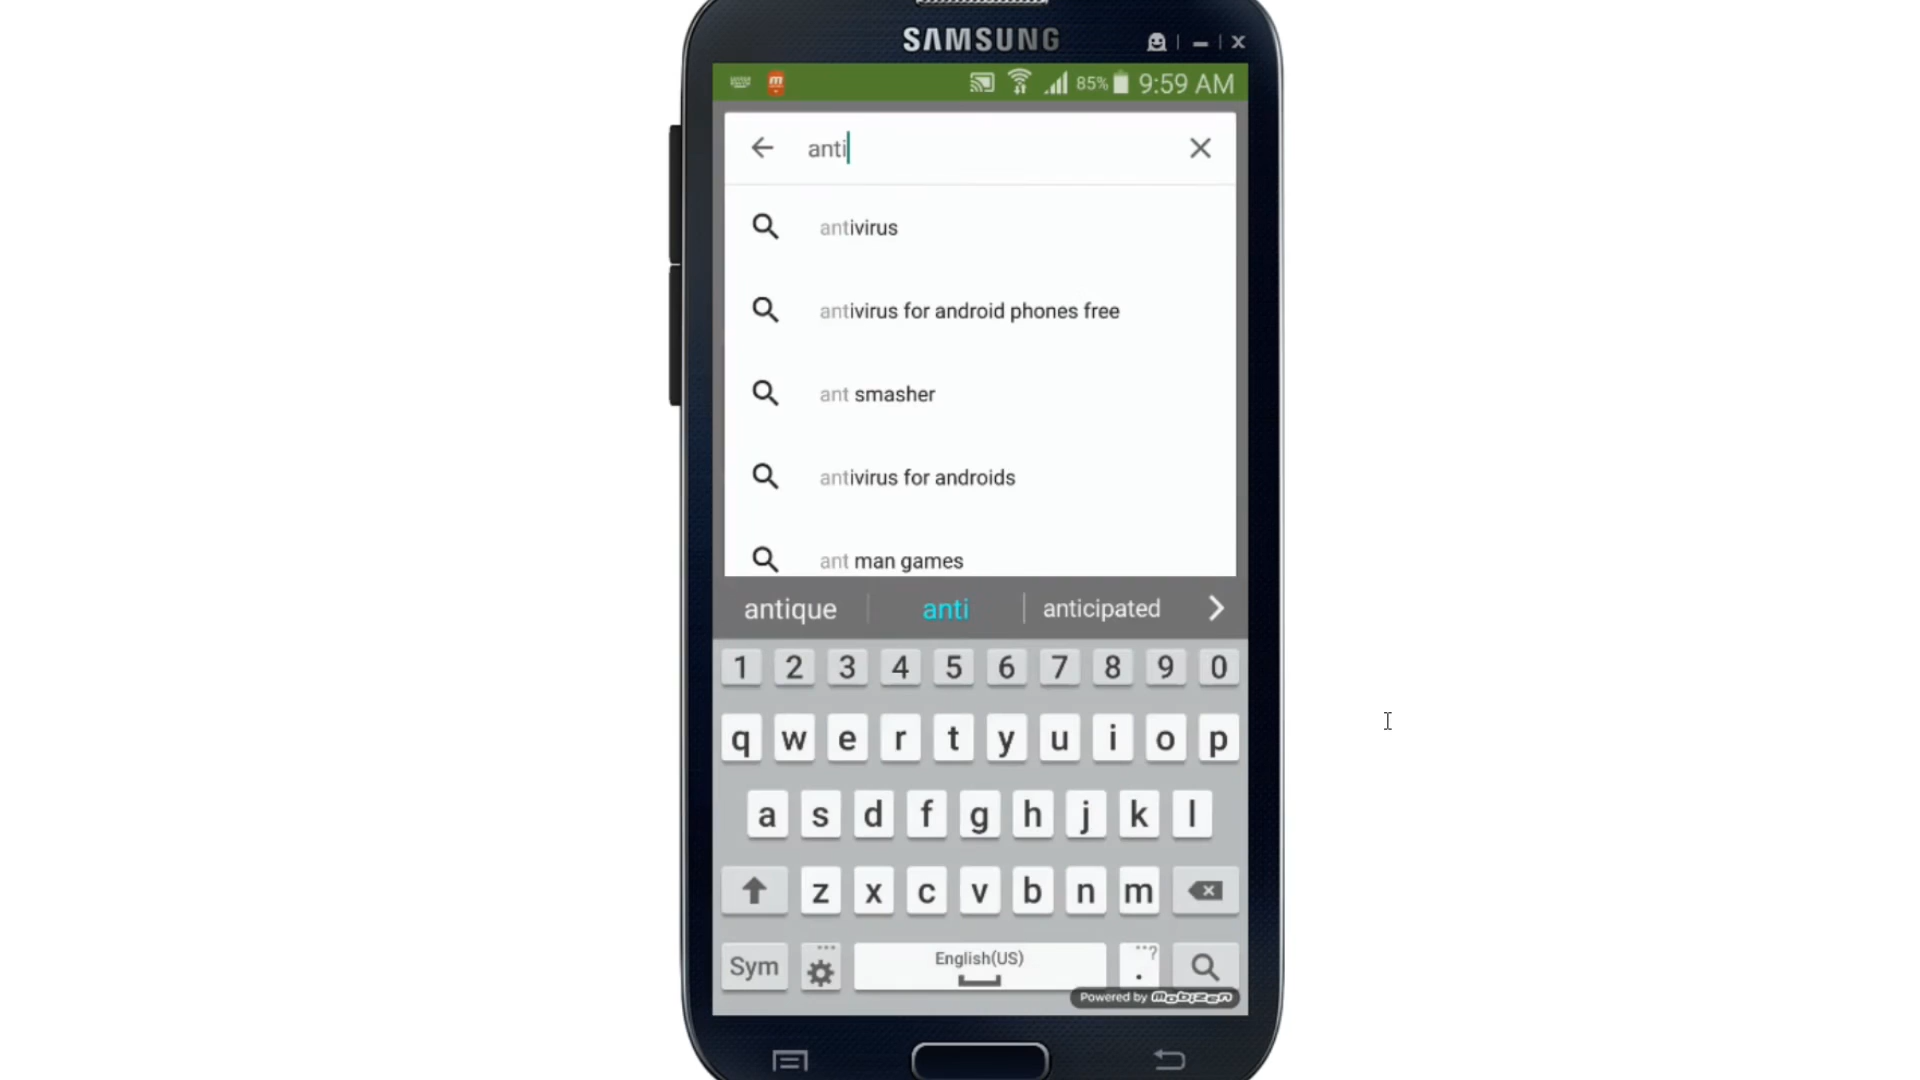 SAMSUNG
85% 9:59 AM
anti
antivirus
antivirus for android phones free
ant smasher
antivirus for androids
ant man games
antique anti anticipated
1 2 3 4 5 6 7 8 9 0
q w e r t y u i o p
a s d f g h j k l
z x c v b n m
Sym English(US) . ...?
Powered by mobizen